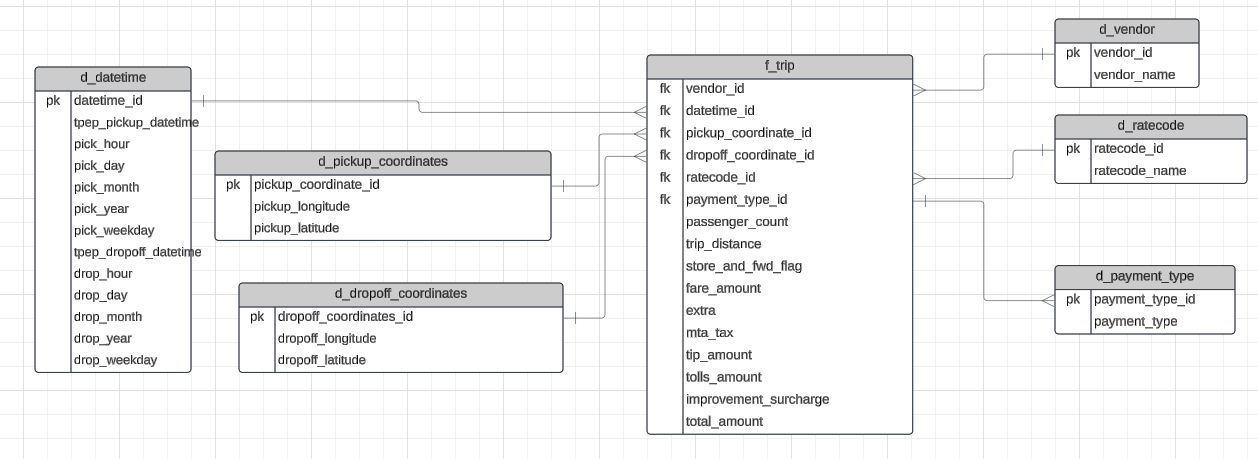 d_datetime
pk datetime_id
tpep_pickup_datetime
pick_hour
pick_day
pick_month
pick_year
pick_weekday
tpep_dropoff_datetime
drop_hour
drop_day
drop_month
drop_year
drop_weekday
d_pickup_coordinates
pk pickup_coordinate_id
pickup_longitude
pickup_latitude
d_dropoff_coordinates
pk dropoff_coordinates_id
dropoff_longitude
dropoff_latitude
f_trip
fk vendor_id
fk datetime_id
fk pickup_coordinate_id
fk dropoff_coordinate_id
fk ratecode_id
fk payment_type_id
passenger_count
trip_distance
store_and_fwd_flag
fare_amount
extra
mta_tax
tip_amount
tolls_amount
improvement_surcharge
total_amount
d_vendor
pk vendor_id
vendor_name
d_ratecode
pk ratecode_id
ratecode_name
d_payment_type
pk payment_type_id
payment_type